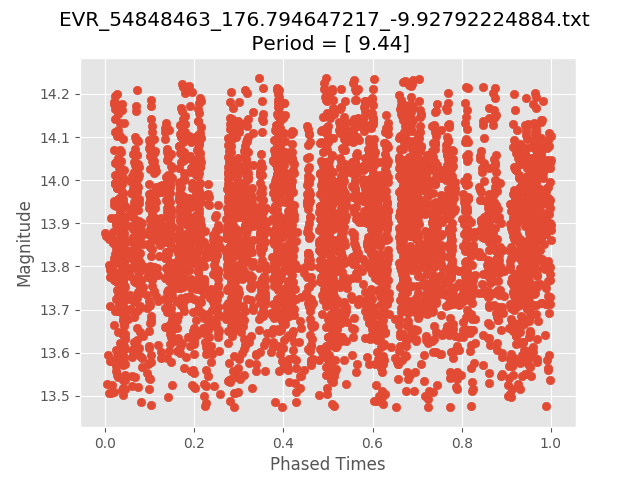 EVR_54848463_176.794647217_-9.92792224884.txt
Period = [ 9.44]
14.2
14.1
14.0
13.9
13.8
13.7
13.6
13.5
Magnitude
0.0 0.2 0.4 0.6 0.8 1.0
Phased Times